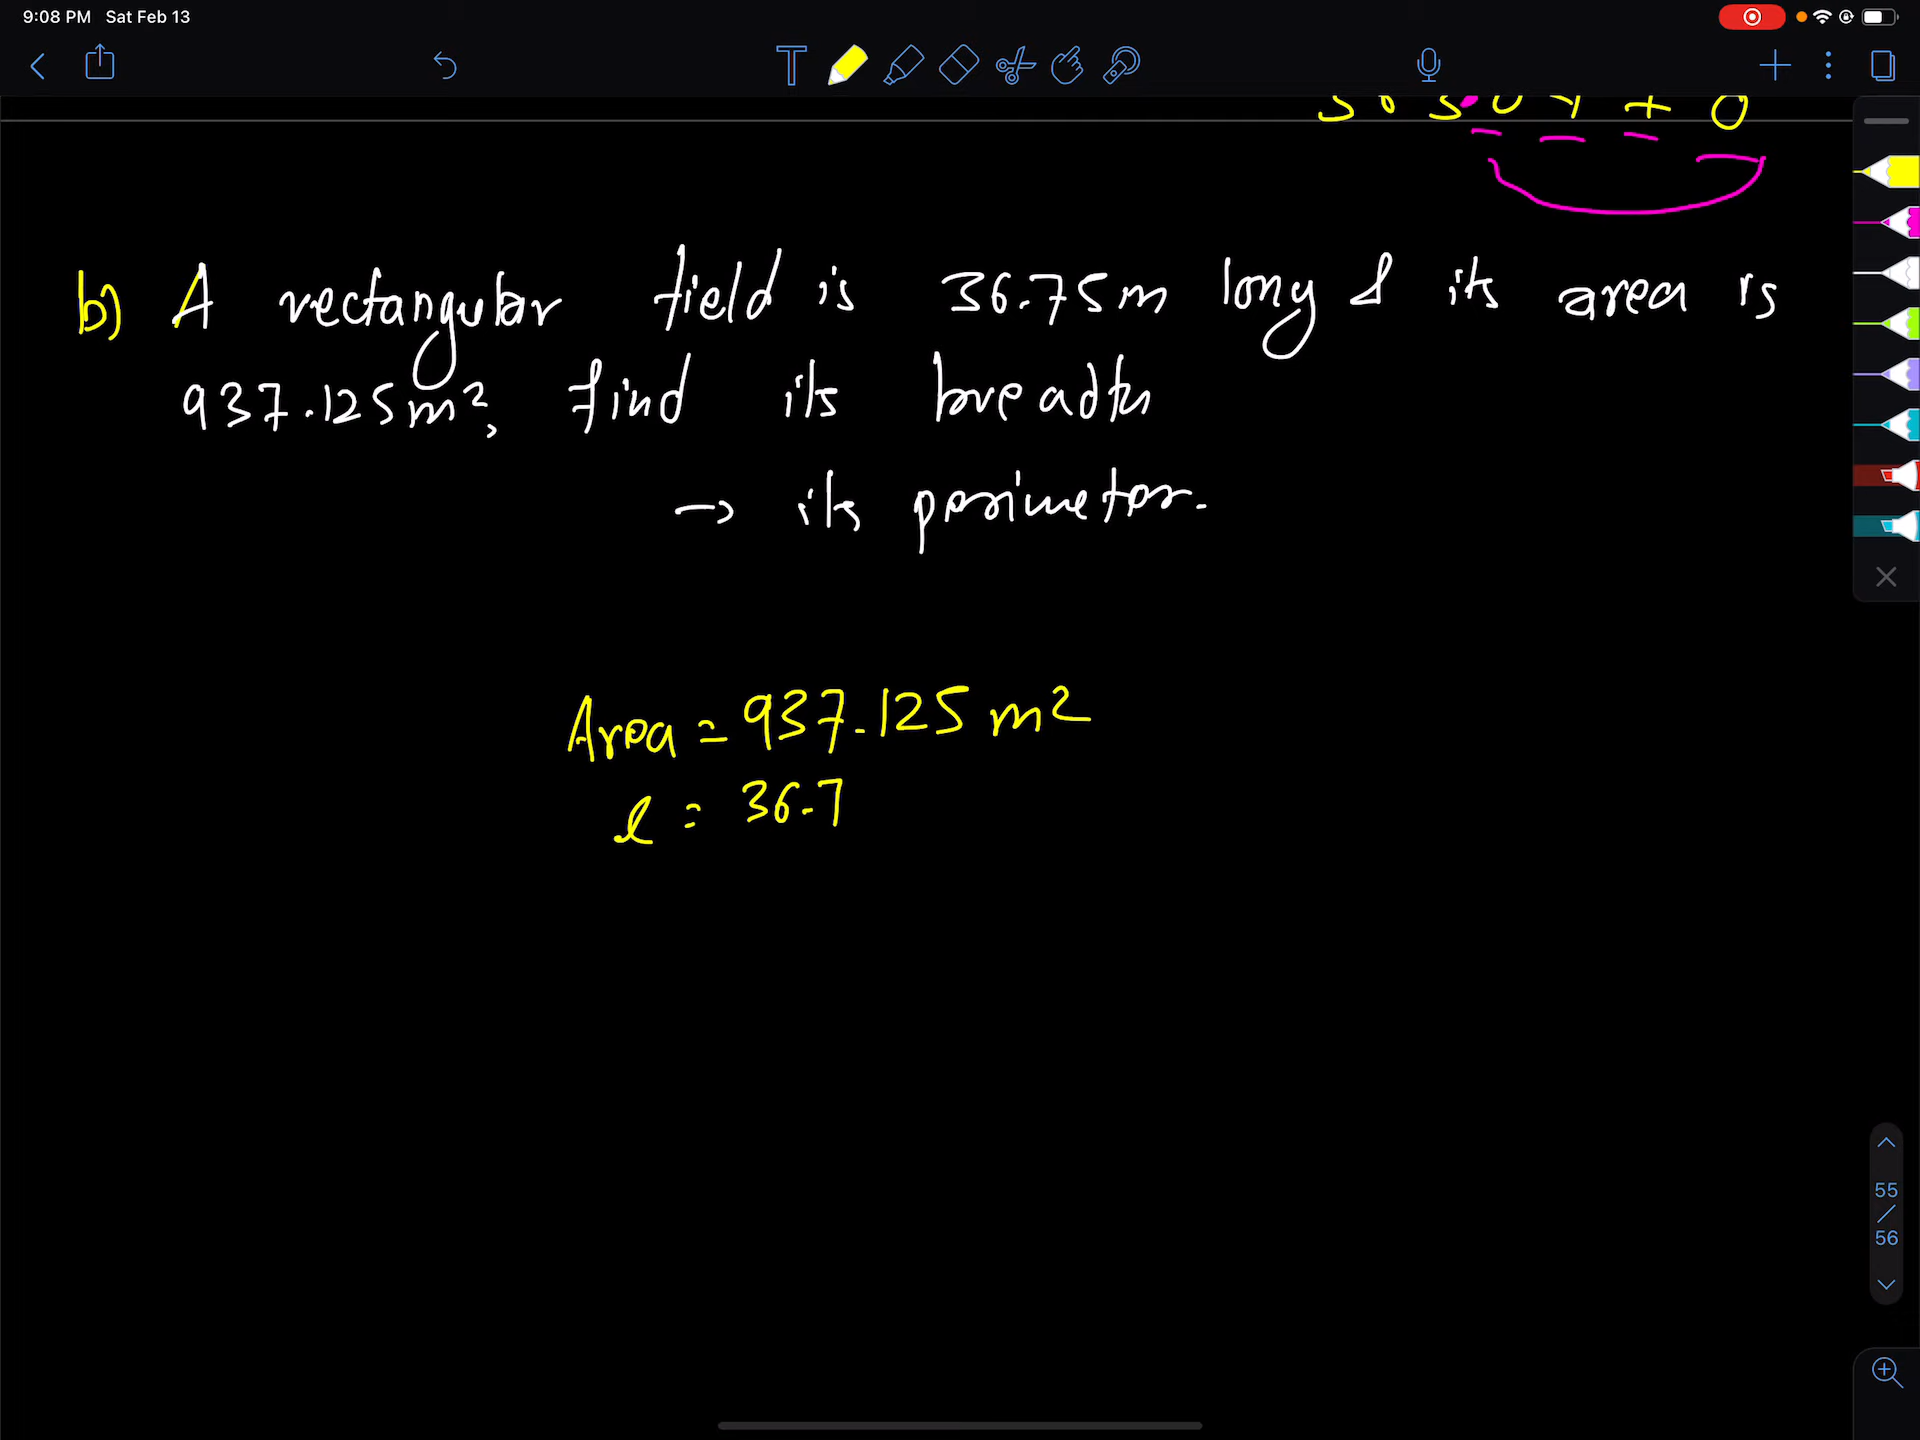 9:08 PM Sat Feb 13
b) A rectangular field is 36.75m long & its area is
937.125m², find its breadth
→ its perimeter.
Area = 937.125 m²
l = 36.7
55
/
56